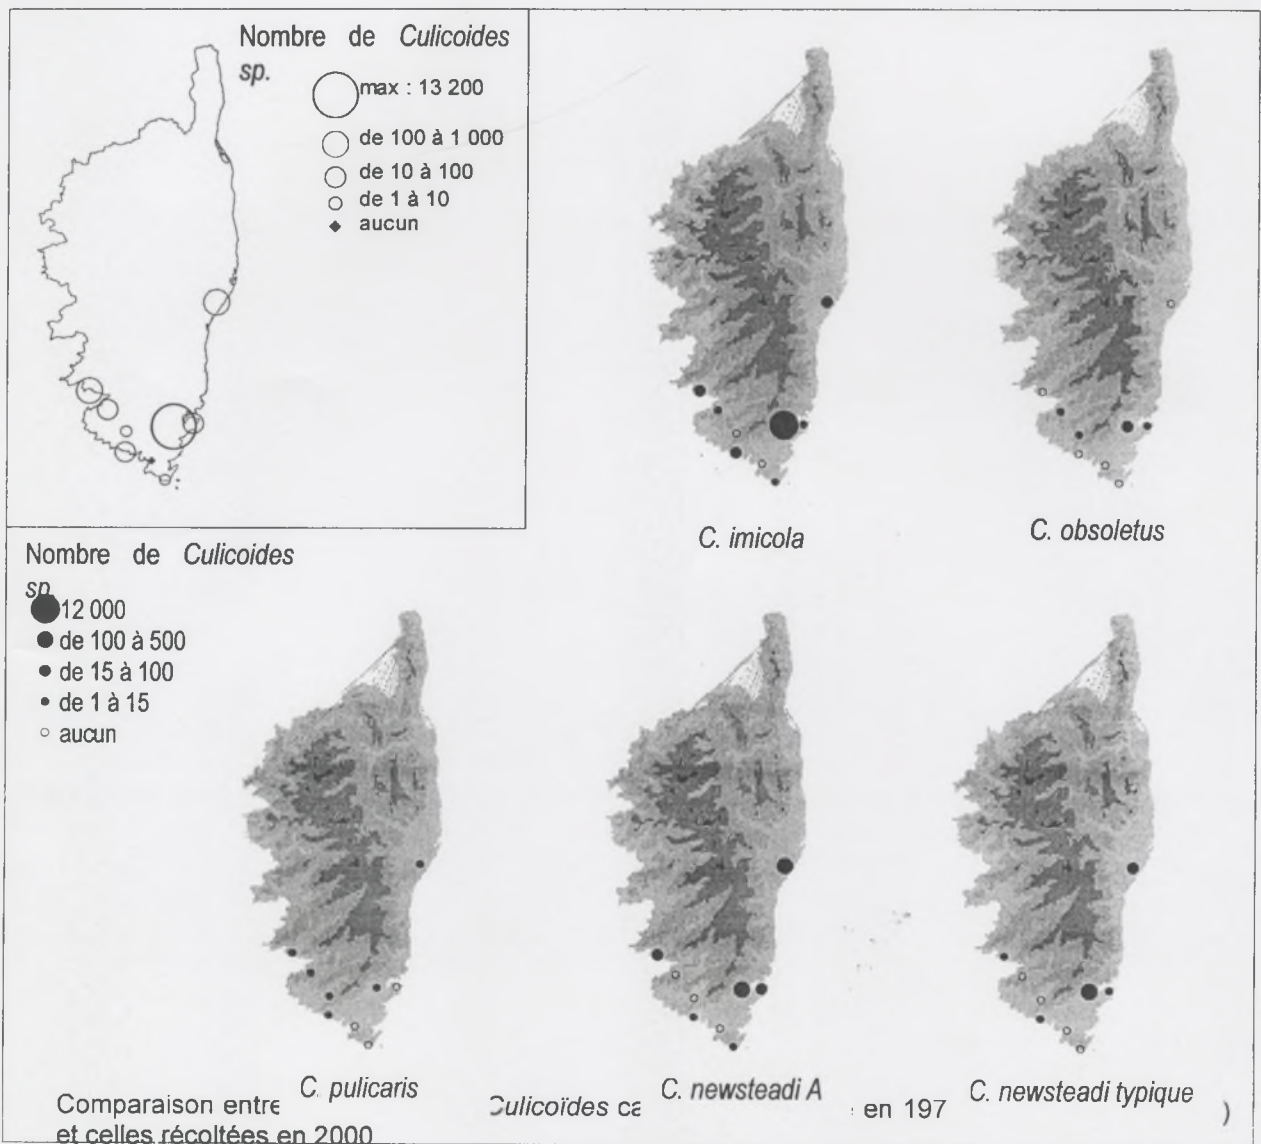 Nombre de Culicoides
sp.
max : 13 200
de 100 à 1 000
de 10 à 100
de 1 à 10
aucun
C. imicola
C. obsoletus
Nombre de Culicoides
sp
12 000
de 100 à 500
de 15 à 100
de 1 à 15
aucun
C. pulicaris
C. newsteadi A
C. newsteadi typique
Comparaison entre Culicoïdes en 197 )
et celles récoltées en 2000